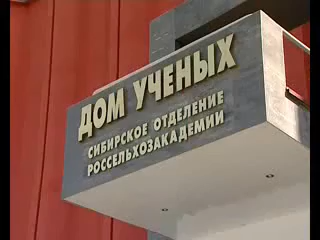 ДОМ УЧЕНЫХ
СИБИРСКОЕ ОТДЕЛЕНИЕ
РОССЕЛЬХОЗАКАДЕМИИ